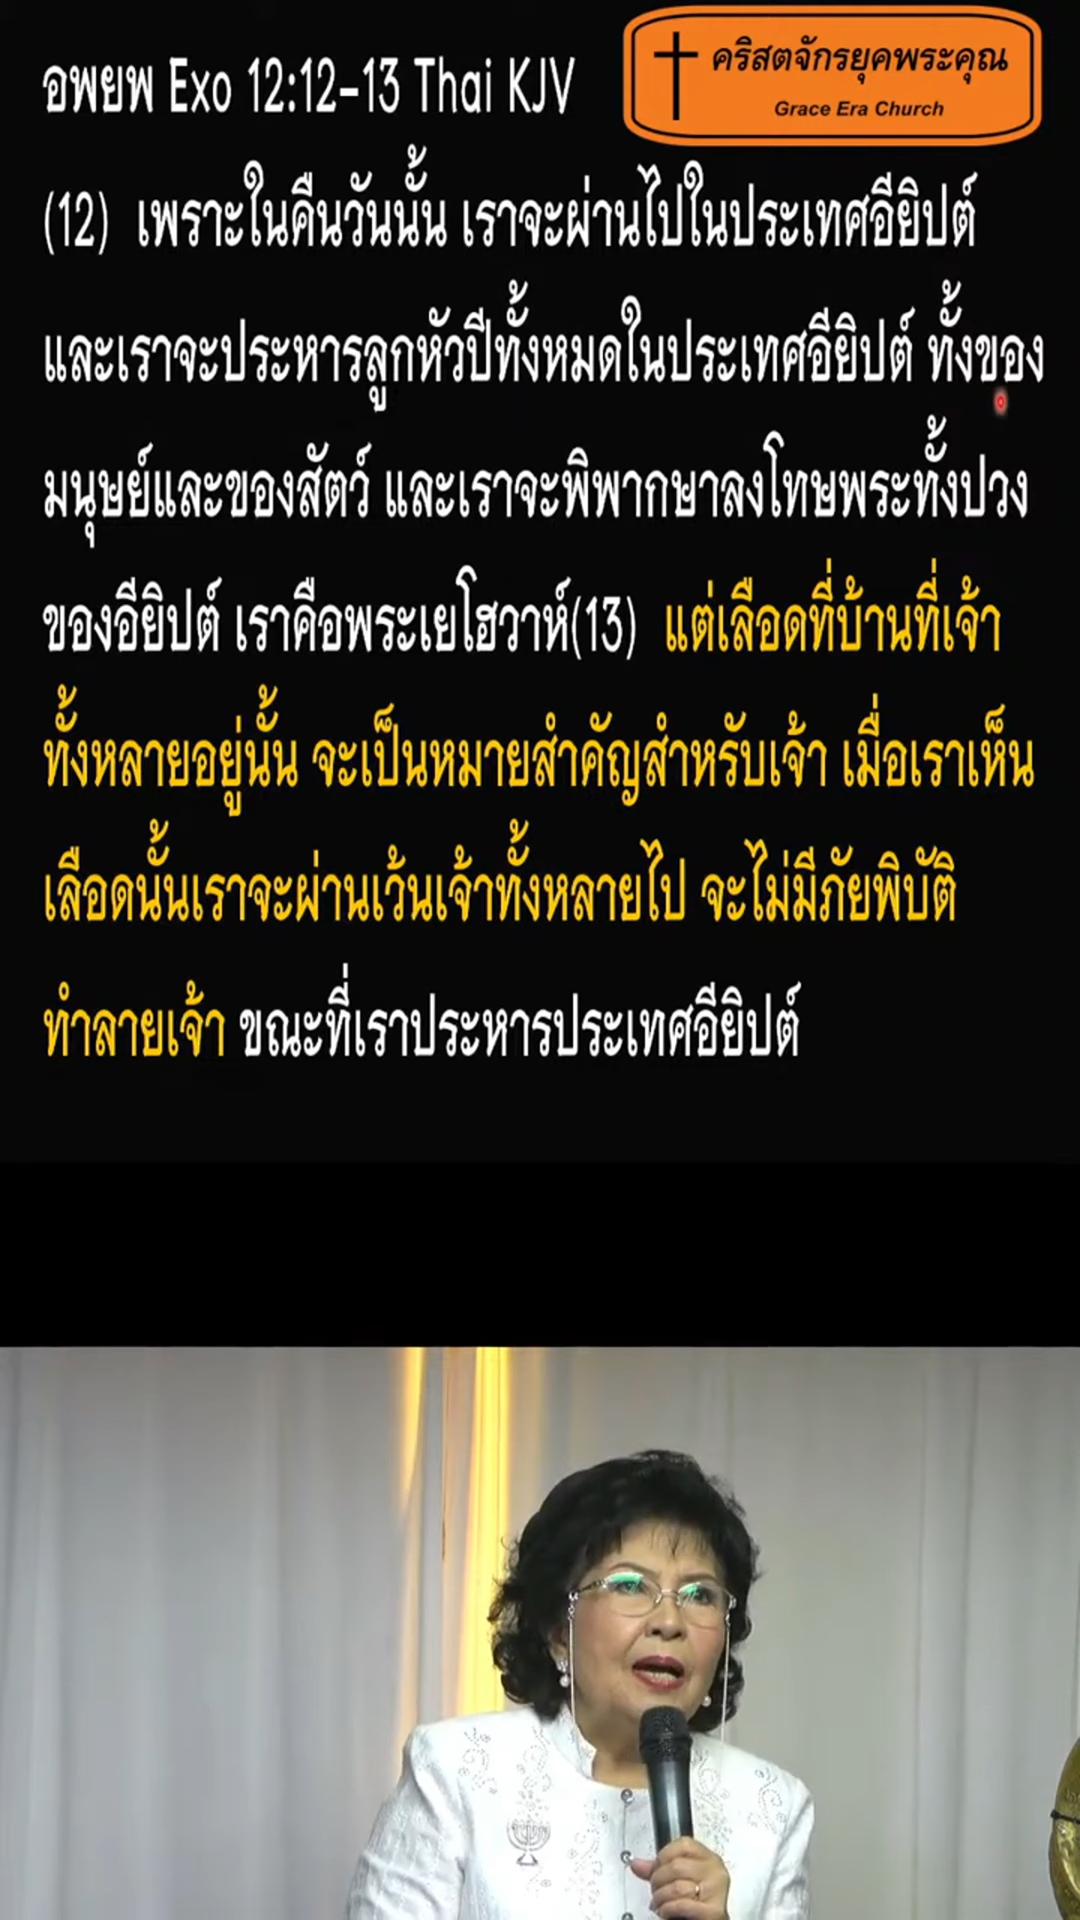 คริสตจักรยุคพระคุณ
Grace Era Church
อพยพ Exo 12:12-13 Thai KJV
(12) เพราะในคืนวันนั้น เราจะผ่านไปในประเทศอียิปต์
และเราจะประหารลูกหัวปีทั้งหมดในประเทศอียิปต์ ทั้งของ
มนุษย์และของสัตว์ และเราจะพิพากษาลงโทษพระทั้งปวง
ของอียิปต์ เราคือพระเยโฮวาห์(13) แต่เลือดที่บ้านที่เจ้า
ทั้งหลายอยู่นั้น จะเป็นหมายสำคัญสำหรับเจ้า เมื่อเราเห็น
เลือดนั้นเราจะผ่านเว้นเจ้าทั้งหลายไป จะไม่มีภัยพิบัติ
ทำลายเจ้า ขณะที่เราประหารประเทศอียิปต์